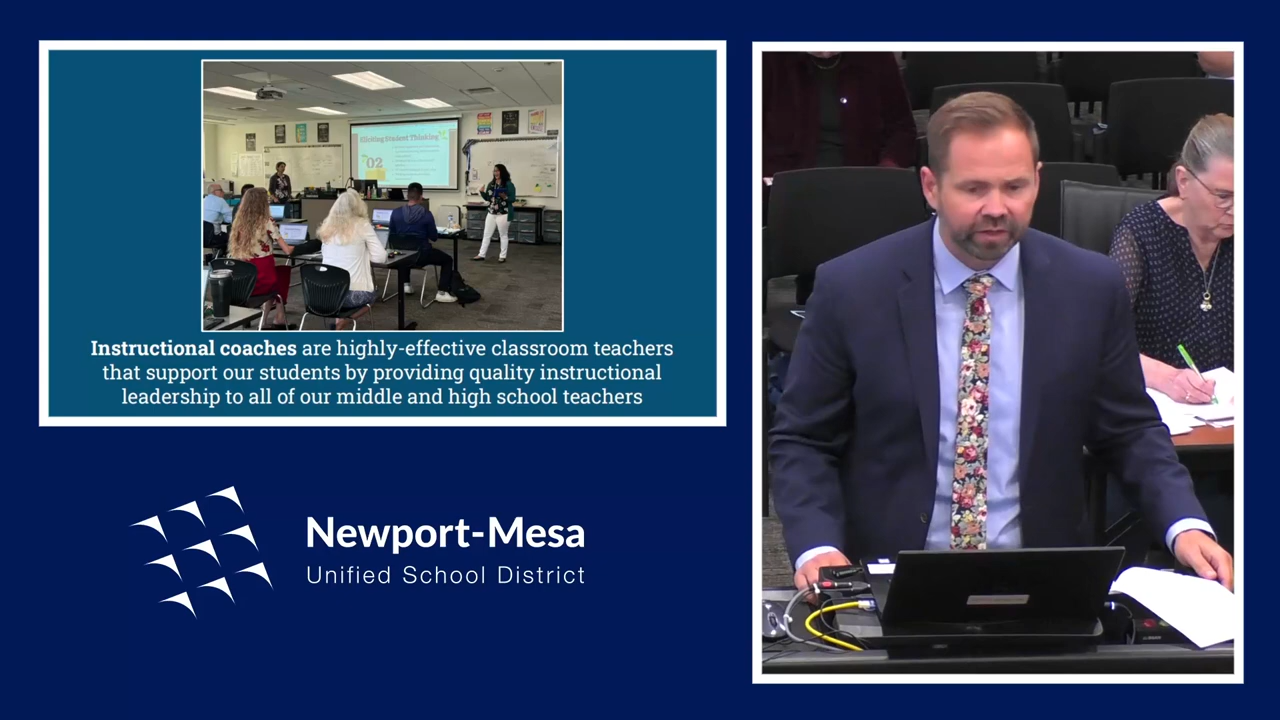 Eliciting Student Thinking
02
Instructional coaches are highly-effective classroom teachers
that support our students by providing quality instructional
leadership to all of our middle and high school teachers
Newport-Mesa
Unified School District